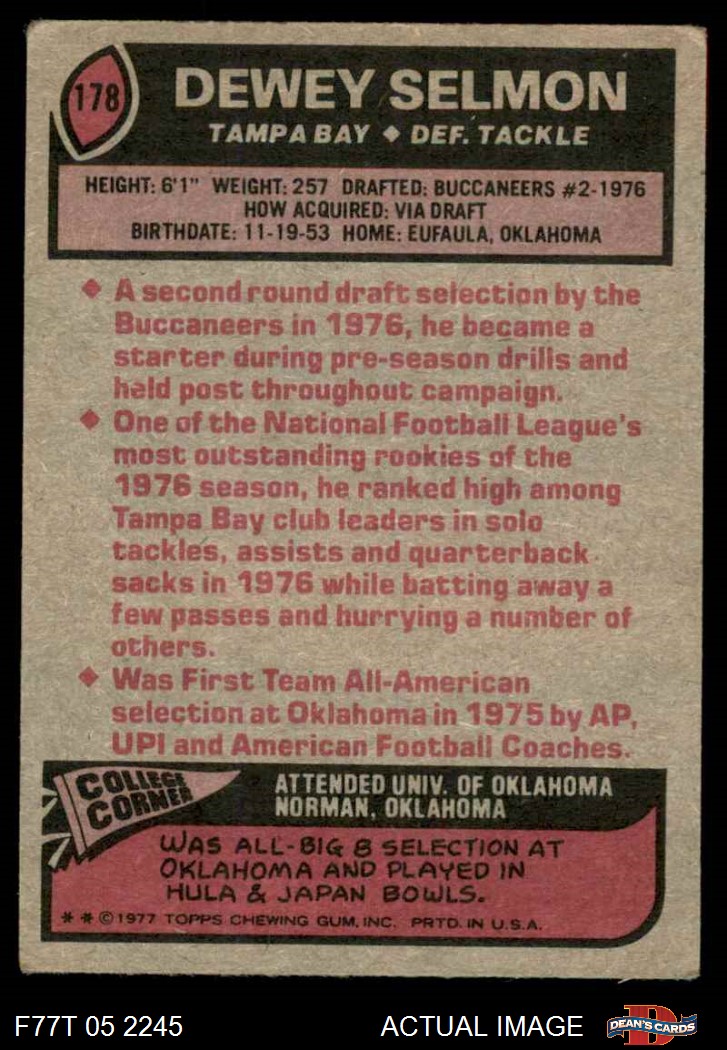 178
DEWEY SELMON
TAMPA BAY ◆ DEF. TACKLE
HEIGHT: 6'1" WEIGHT: 257 DRAFTED: BUCCANEERS #2-1976
HOW ACQUIRED: VIA DRAFT
BIRTHDATE: 11-19-53 HOME: EUFAULA, OKLAHOMA
◆ A second round draft selection by the
Buccaneers in 1976, he became a
starter during pre-season drills and
held post throughout campaign.
◆ One of the National Football League's
most outstanding rookies of the
1976 season, he ranked high among
Tampa Bay club leaders in solo
tackles, assists and quarterback
sacks in 1976 while batting away a
few passes and hurrying a number of
others.
◆ Was First Team All-American
selection at Oklahoma in 1975 by AP,
UPI and American Football Coaches.
COLLEGE
CORNER
ATTENDED UNIV. OF OKLAHOMA
NORMAN, OKLAHOMA
WAS ALL-BIG 8 SELECTION AT
OKLAHOMA AND PLAYED IN
HULA & JAPAN BOWLS.
* * © 1977 TOPPS CHEWING GUM, INC. PRTD. IN U.S.A.
F77T 05 2245
ACTUAL IMAGE
D
DEAN'S CARDS